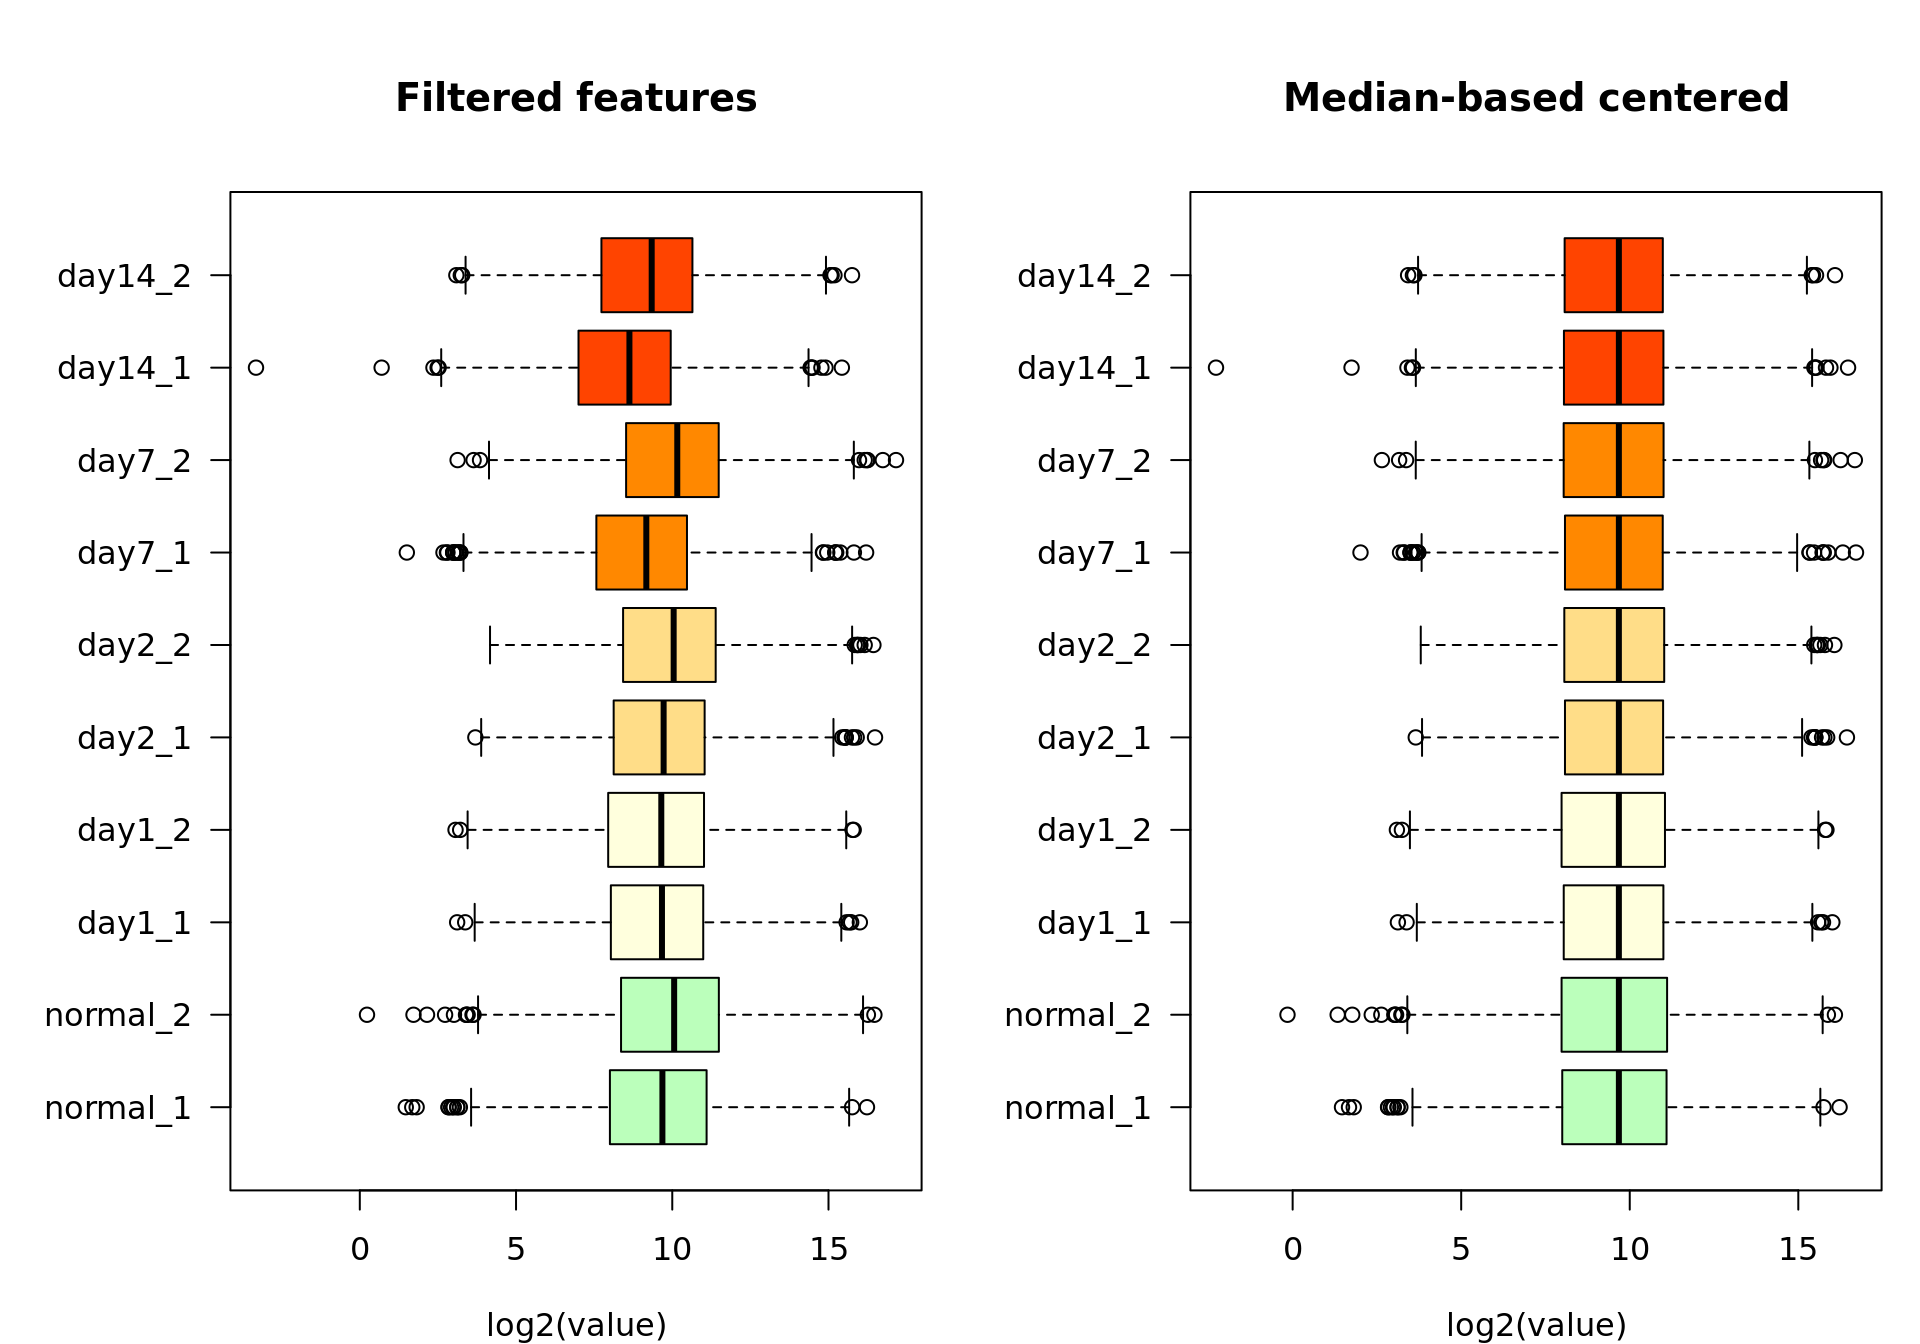 Filtered features
day14_2
day14_1
day7_2
day7_1
day2_2
day2_1
day1_2
day1_1
normal_2
normal_1
0 5 10 15
log2(value)
Median-based centered
day14_2
day14_1
day7_2
day7_1
day2_2
day2_1
day1_2
day1_1
normal_2
normal_1
0 5 10 15
log2(value)